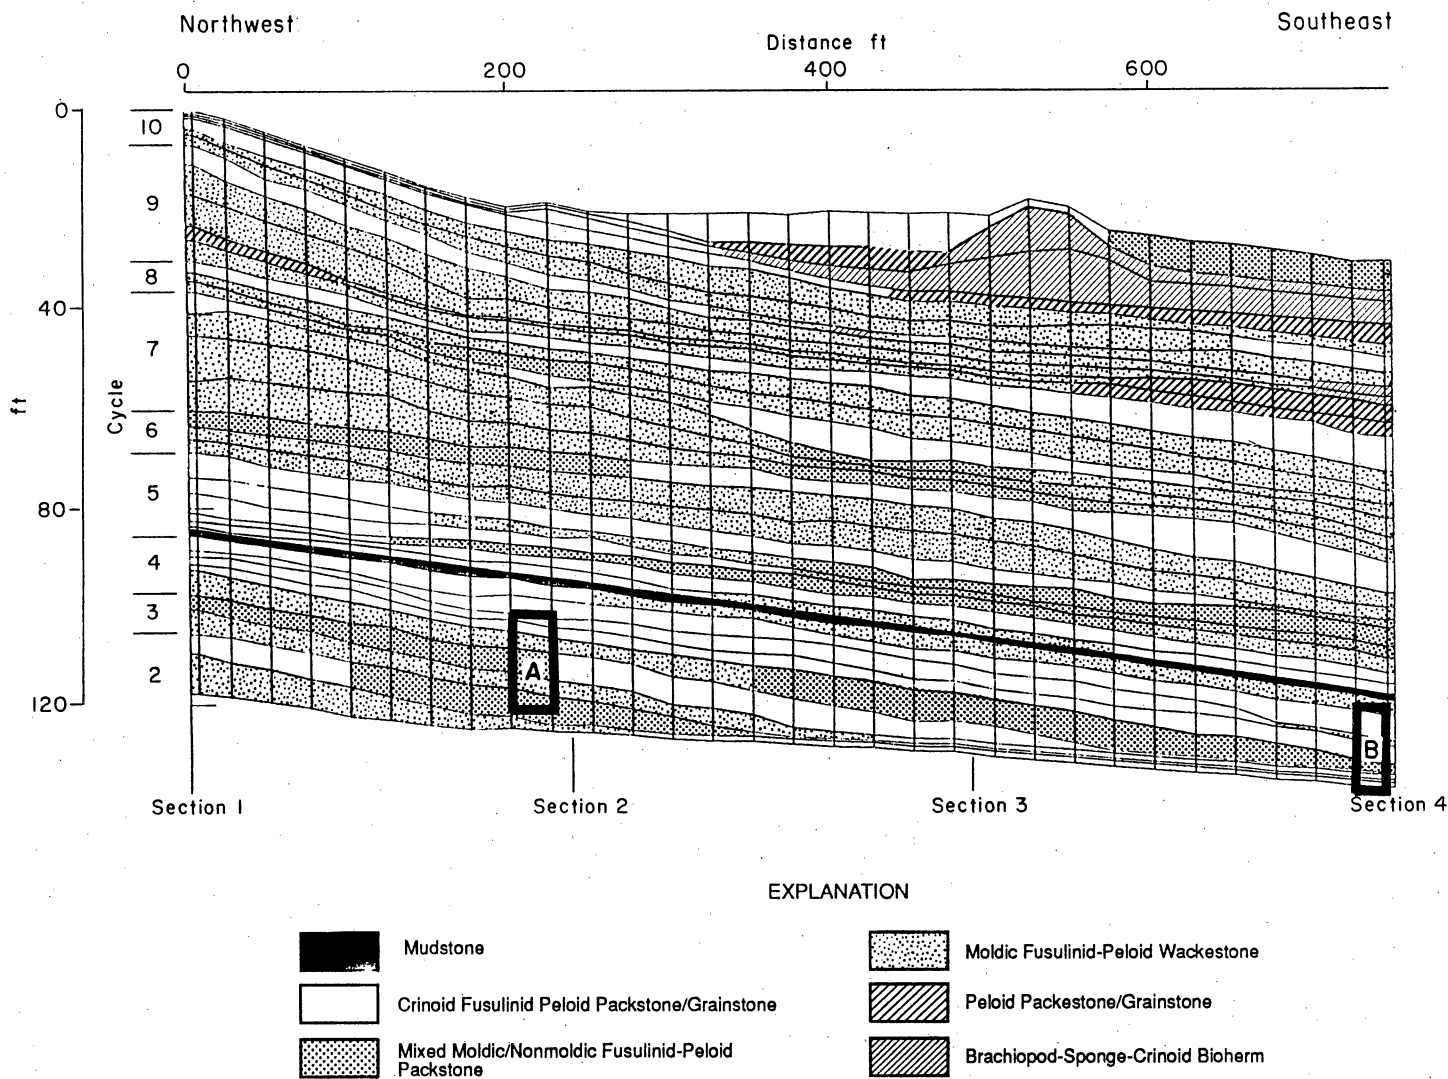 Northwest
Southeast
Distance ft
0
200
400
600
0
40
80
120
ft
Cycle
10
9
8
7
6
5
4
3
2
A
B
Section 1
Section 2
Section 3
Section 4
EXPLANATION
Mudstone
Crinoid Fusulinid Peloid Packstone/Grainstone
Mixed Moldic/Nonmoldic Fusulinid-Peloid
Packstone
Moldic Fusulinid-Peloid Wackestone
Peloid Packestone/Grainstone
Brachiopod-Sponge-Crinoid Bioherm